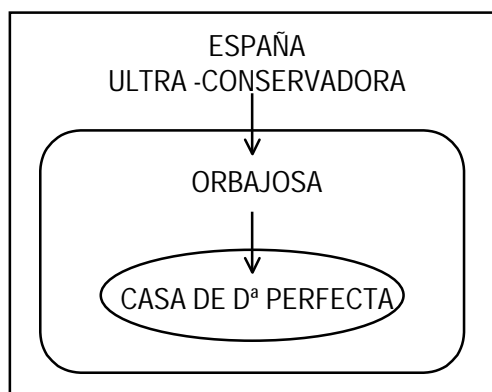 ESPAÑA
ULTRA -CONSERVADORA
ORBAJOSA
CASA DE Dª PERFECTA